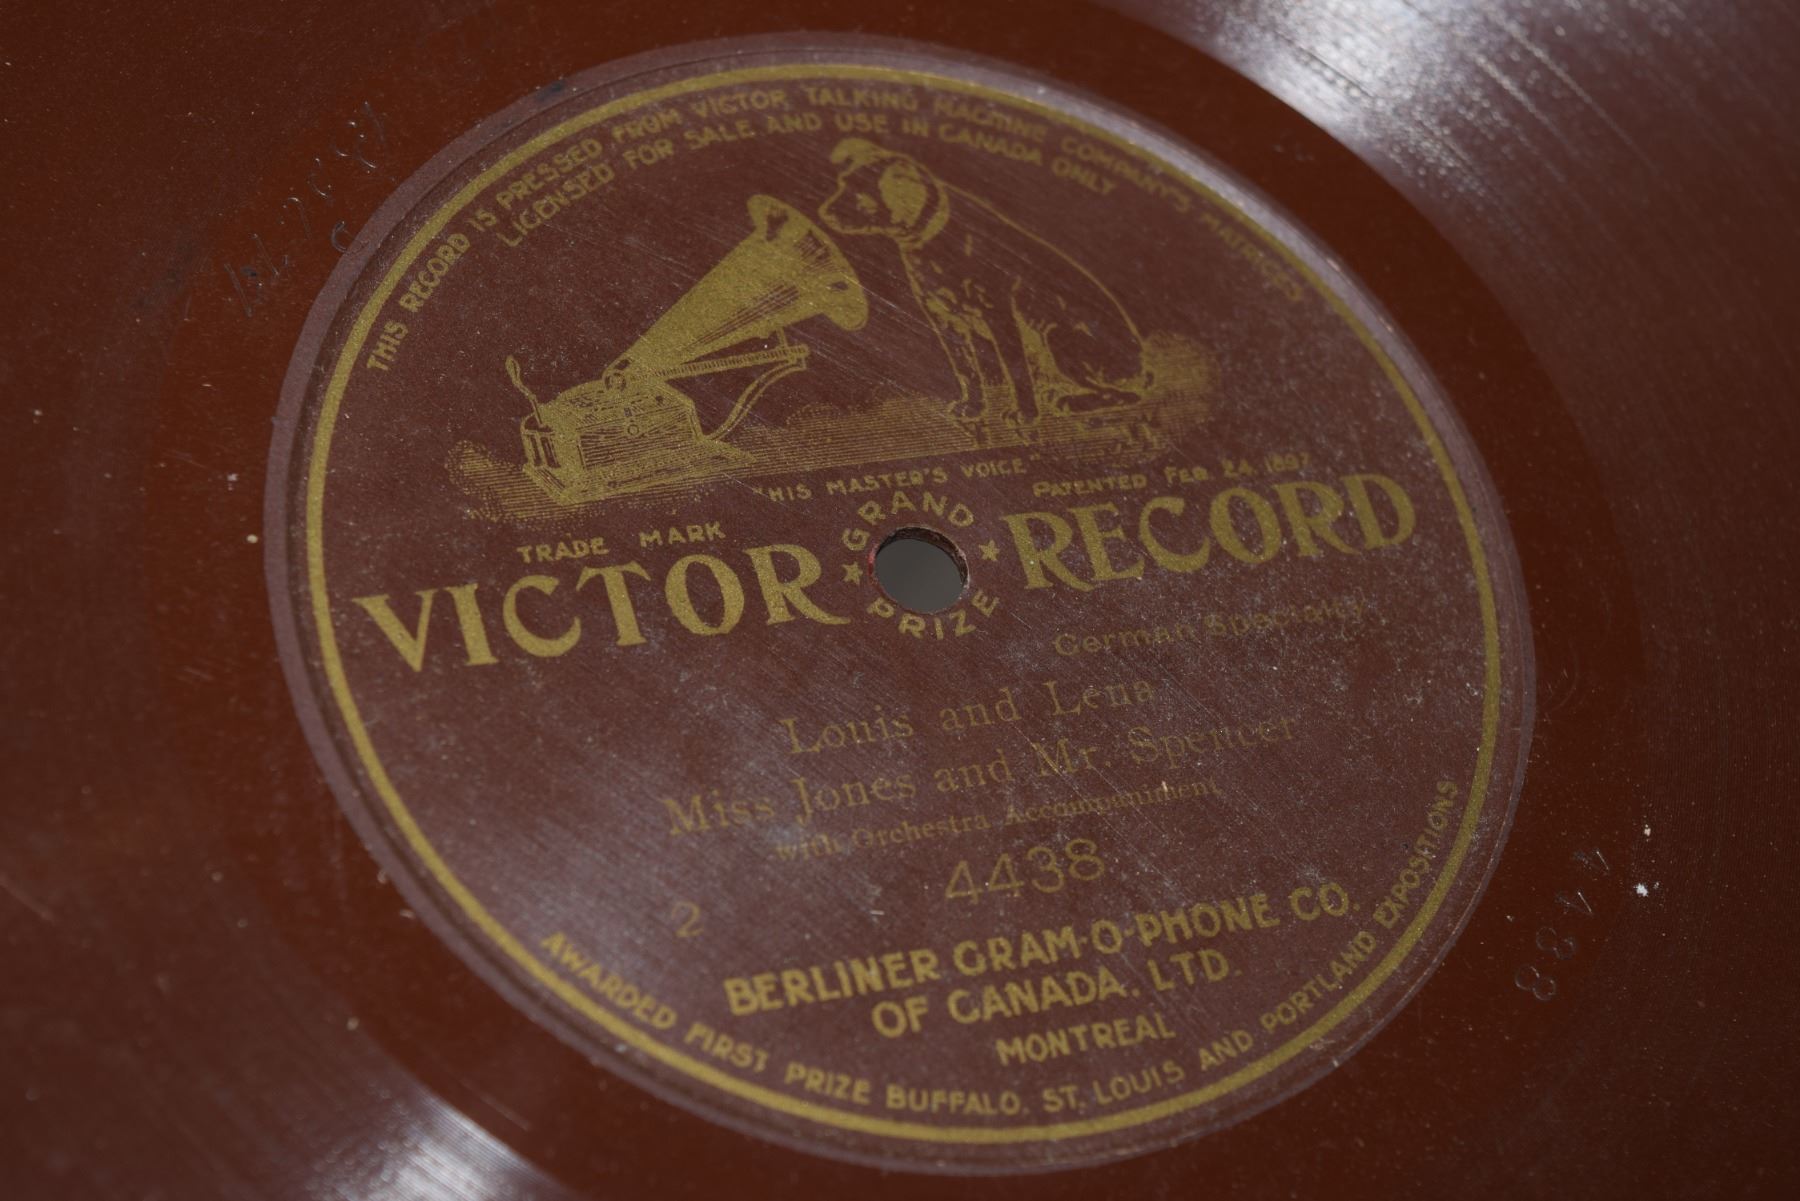 THIS RECORD IS PRESSED FROM VICTOR TALKING MACHINE COMPANY'S MATRICES
LICENSED FOR SALE AND USE IN CANADA ONLY
"HIS MASTER'S VOICE"
TRADE MARK
PATENTED FEB. 24. 1897
GRAND
VICTOR RECORD
PRIZE
German Specialty
Louis and Lena
Miss Jones and Mr. Spencer
with Orchestra Accompaniment
4438
2
BERLINER GRAM-O-PHONE CO.
OF CANADA. LTD.
MONTREAL
AWARDED FIRST PRIZE BUFFALO. ST. LOUIS AND PORTLAND EXPOSITIONS
4438